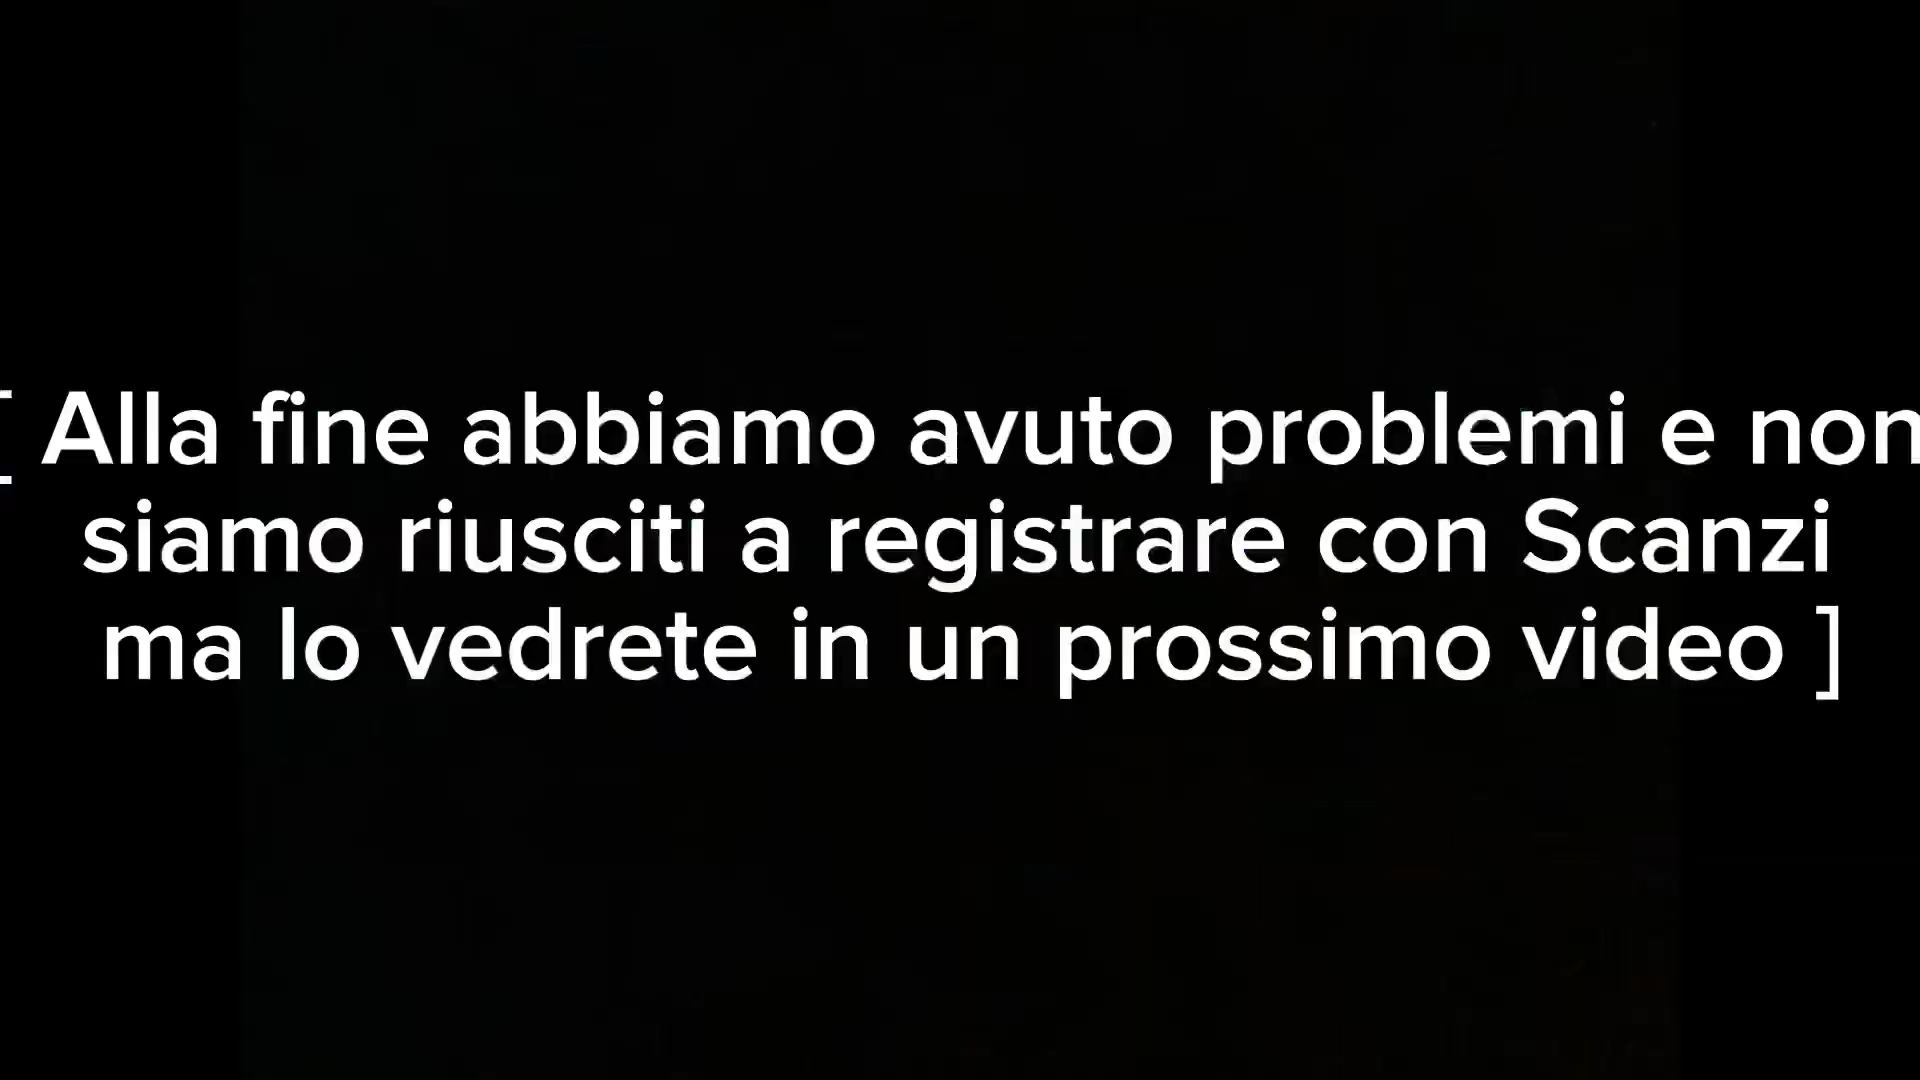 [ Alla fine abbiamo avuto problemi e non
siamo riusciti a registrare con Scanzi
ma lo vedrete in un prossimo video ]